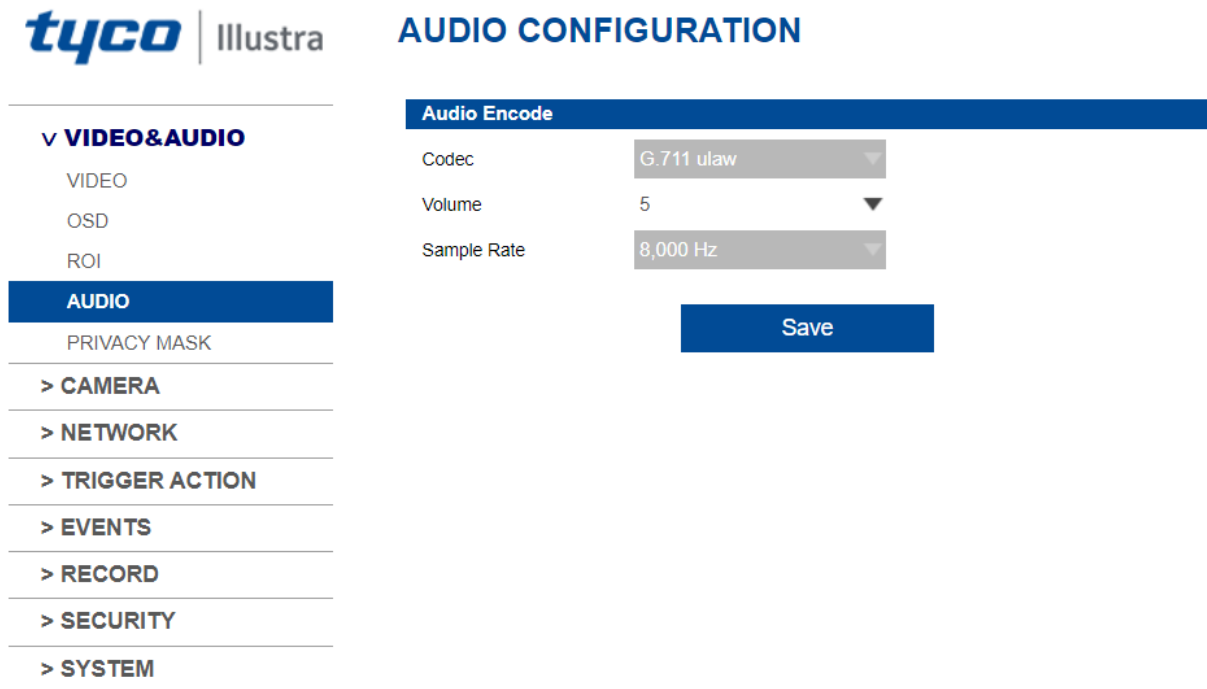 tyco | Illustra
AUDIO CONFIGURATION
v VIDEO&AUDIO
VIDEO
OSD
ROI
AUDIO
PRIVACY MASK
> CAMERA
> NETWORK
> TRIGGER ACTION
> EVENTS
> RECORD
> SECURITY
> SYSTEM
Audio Encode
Codec G.711 ulaw
Volume 5
Sample Rate 8,000 Hz
Save